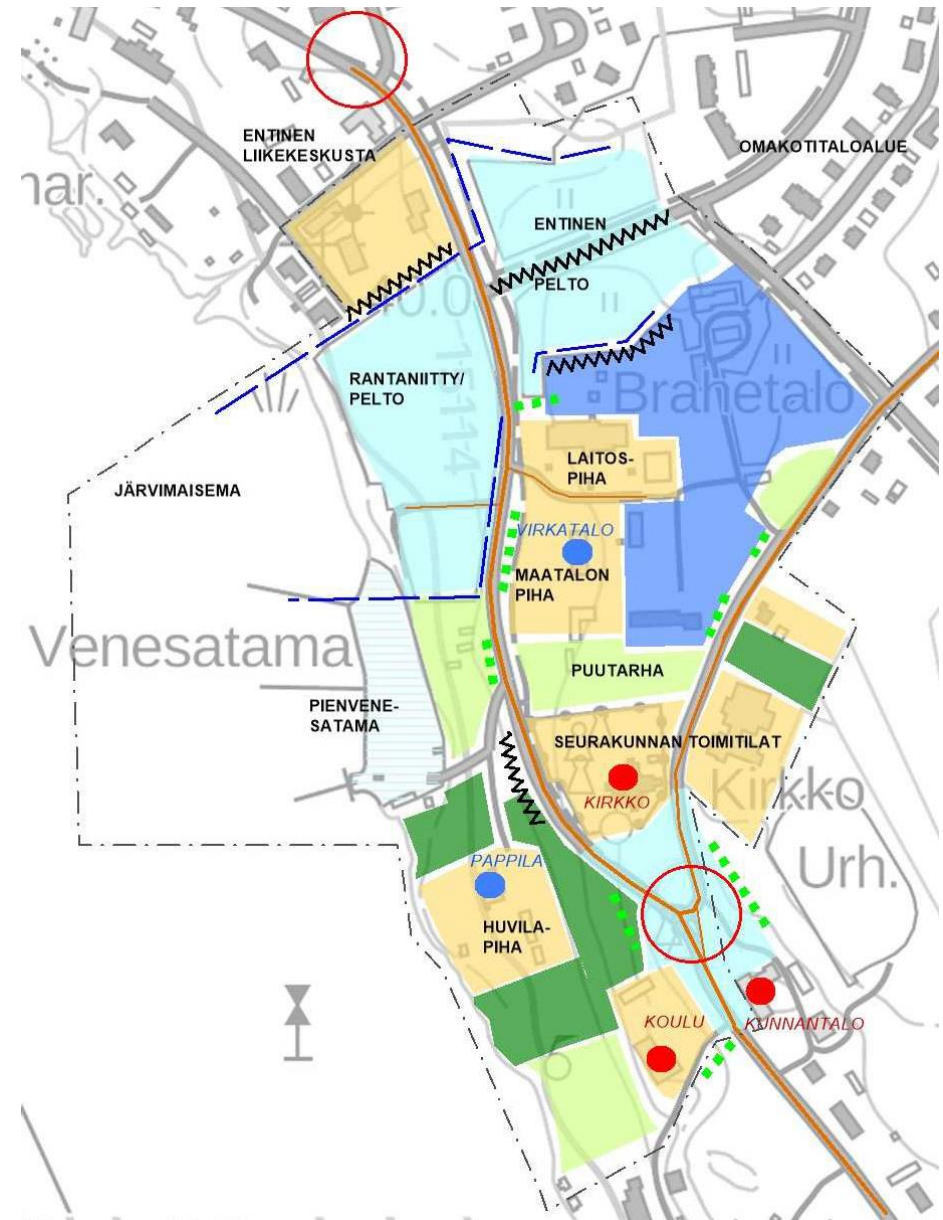 ENTINEN
LIIKEKESKUSTA
OMAKOTITALOALUE
nar.
ENTINEN
PELTO
RANTANIITTY/
PELTO
Brahetalo
LAITOS-
PIHA
JÄRVIMAISEMA
VIRKATALO
MAATALON
PIHA
Venesatama
PUUTARHA
PIENVENE-
SATAMA
SEURAKUNNAN TOIMITILAT
KIRKKO
Kirkko
Urh.
PAPPILA
HUVILA-
PIHA
KOULU
KUNNANTALO